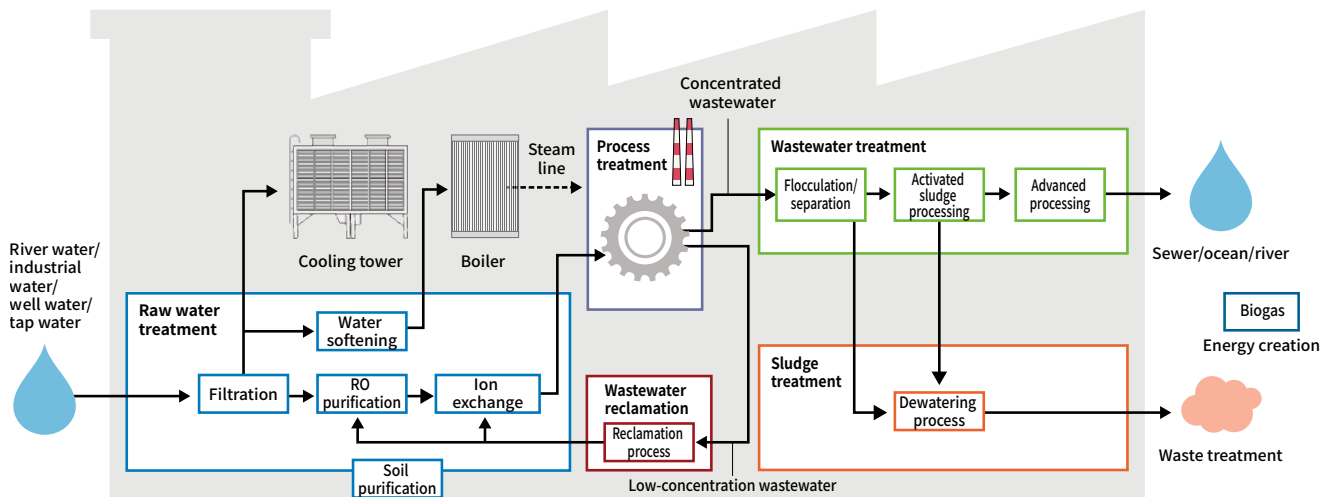 River water/
industrial
water/
well water/
tap water
Cooling tower
Boiler
Steam
line
Process
treatment
Concentrated
wastewater
Wastewater treatment
Flocculation/
separation
Activated
sludge
processing
Advanced
processing
Sewer/ocean/river
Raw water
treatment
Water
softening
Filtration
RO
purification
Ion
exchange
Soil
purification
Wastewater
reclamation
Reclamation
process
Low-concentration wastewater
Sludge
treatment
Dewatering
process
Biogas
Energy creation
Waste treatment